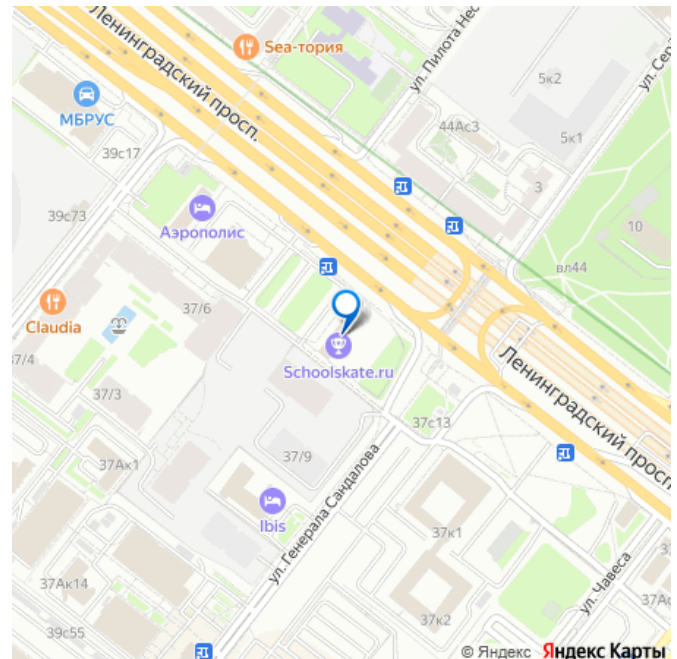 Ленинградский просп.
Sea-тория
ул. Пилота Нес
ул. Сер
5к2
МБРУС
44Ас3
5к1
39с17
3
Аэрополис
39с73
10
вл44
37/6
Claudia
Schoolskate.ru
Ленинградский просп.
37/4
37/3
37с13
37/9
37Ак1
ул. Генерала Сандалова
Ibis
37к1
ул. Чавеса
37Ак14
37Ас
37к2
39с55
© Яндекс Яндекс Карты